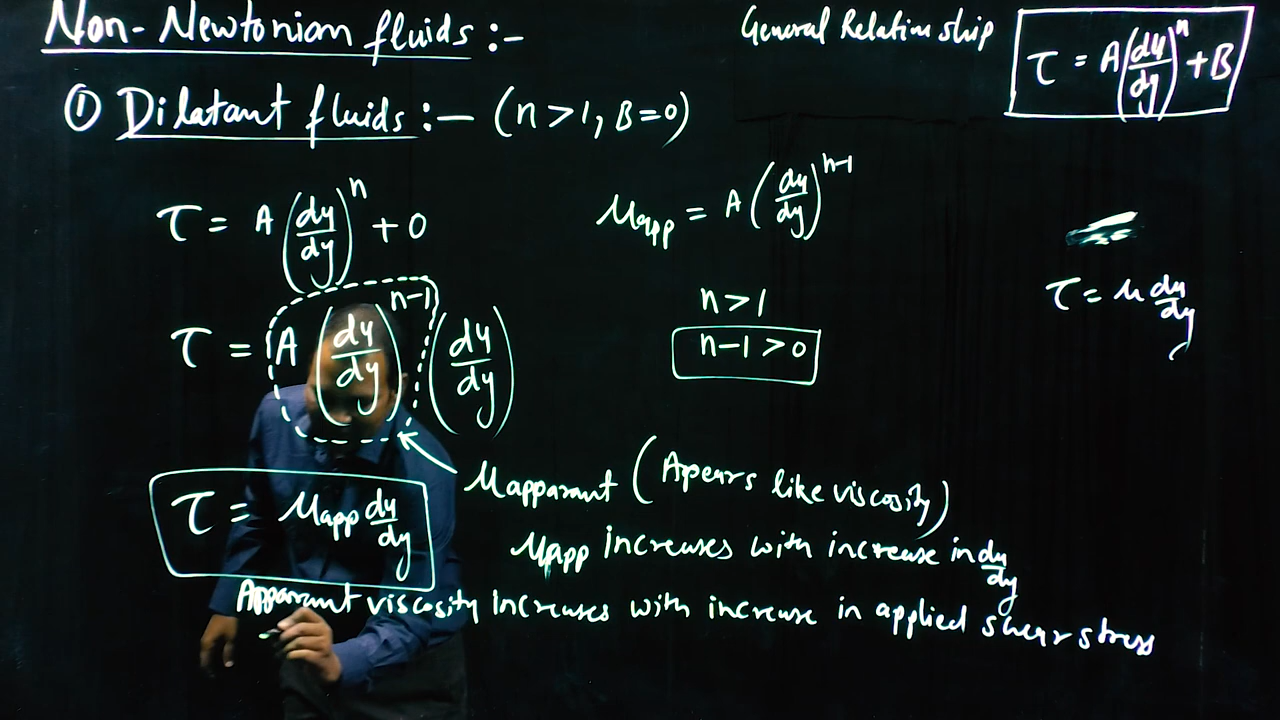 Non-Newtonian fluids :-
General Relationship τ = A(du/dy)^n + B
① Dilatant fluids :— (n>1, B=0)
τ = A (du/dy)^n + 0
μapp = A (du/dy)^n-1
τ = μ du/dy
n > 1
n-1 > 0
τ = A (du/dy)^n-1 (du/dy)
μapparant (Apears like viscosity)
τ = μapp du/dy
μapp increases with increase in du/dy
Apparant viscosity increases with increase in applied shear stress